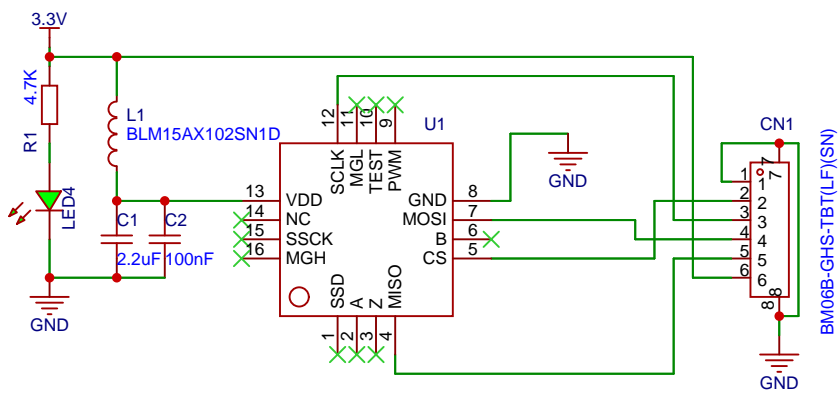 3.3V
4.7K
R1
LED4
GND
L1
BLM15AX102SN1D
C1
C2
2.2uF
100nF
U1
12
11
10
9
SCLK
MGL
TEST
PWM
13
14
15
16
VDD
NC
SSCK
MGH
GND
MOSI
B
CS
8
7
6
5
SSD
A
Z
MISO
1
2
3
4
GND
CN1
7
7
1
2
3
4
5
6
1
2
3
4
5
6
8
8
BM06B-GHS-TBT(LF)(SN)
GND